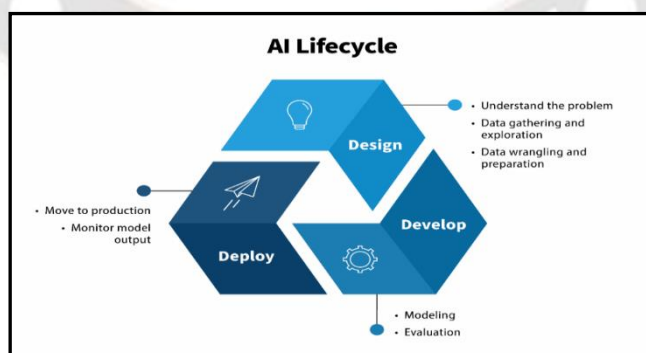 AI Lifecycle
Design
• Understand the problem
• Data gathering and
exploration
• Data wrangling and
preparation
Develop
• Modeling
• Evaluation
Deploy
• Move to production
• Monitor model
output